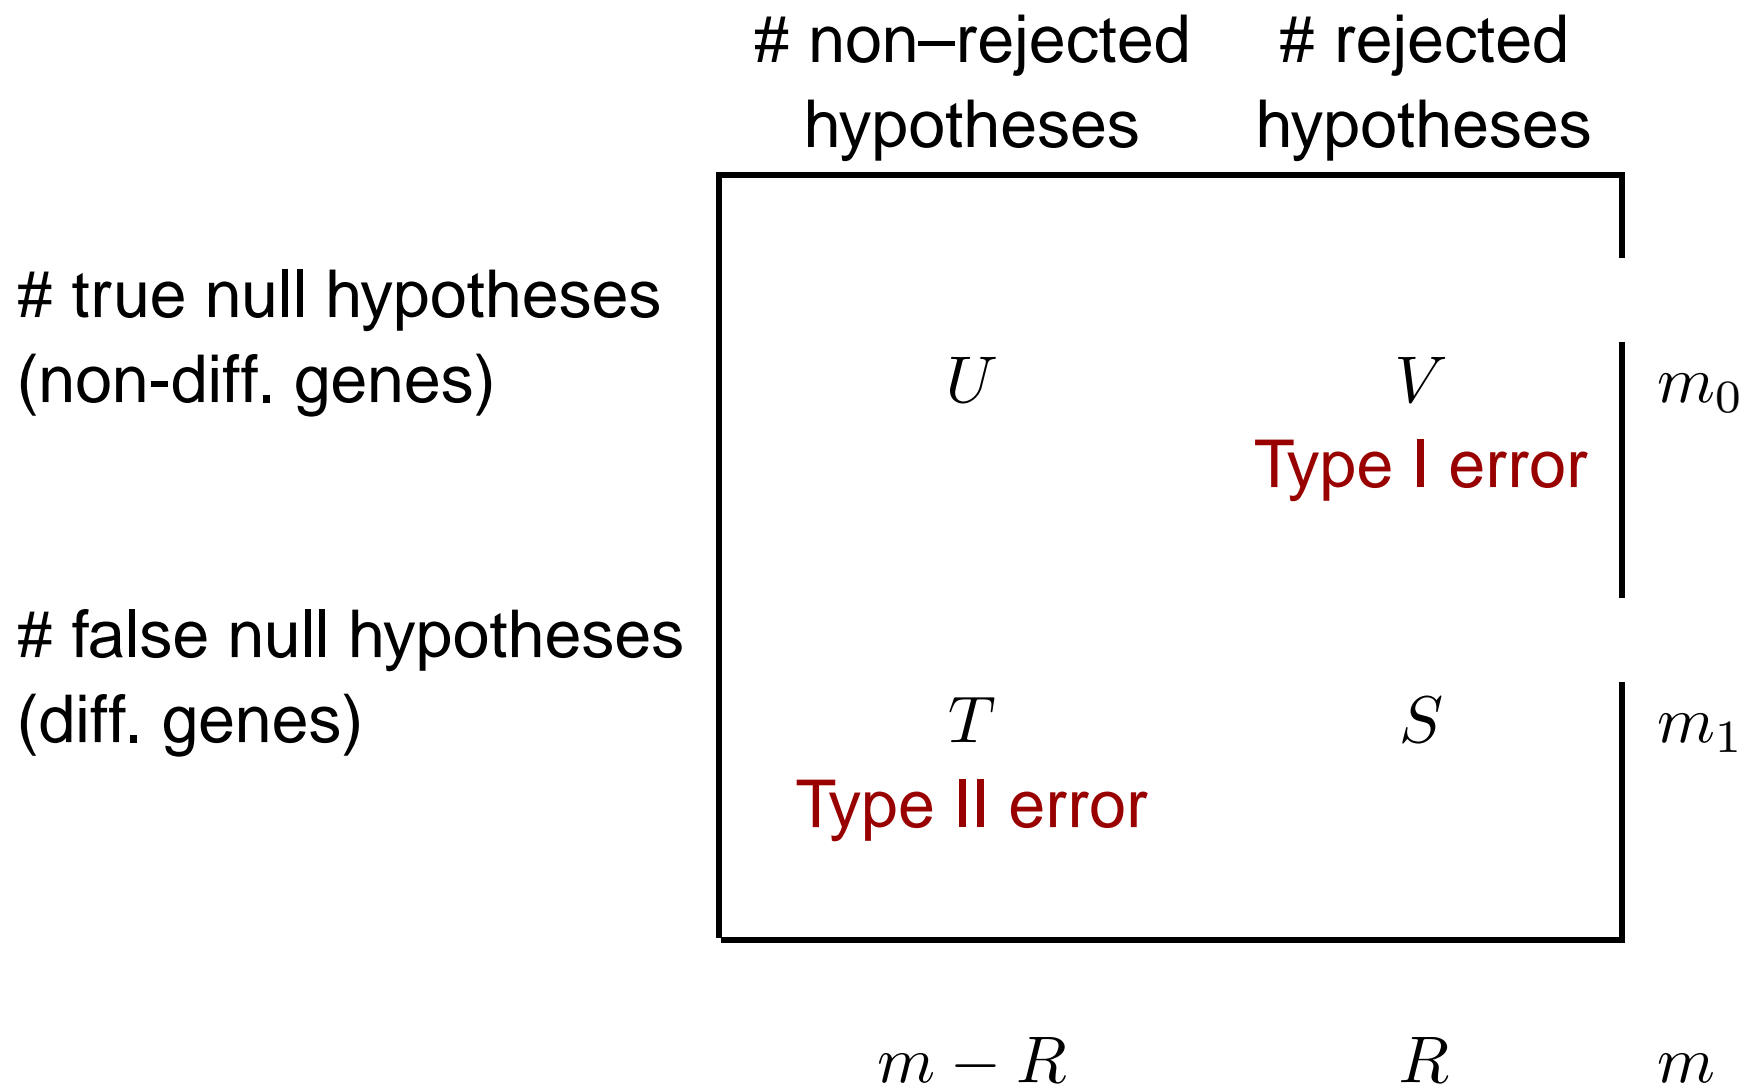 # non–rejected # rejected
hypotheses hypotheses
# true null hypotheses
(non-diff. genes) U V m₀
Type I error
# false null hypotheses
(diff. genes) T S m₁
Type II error
m − R R m